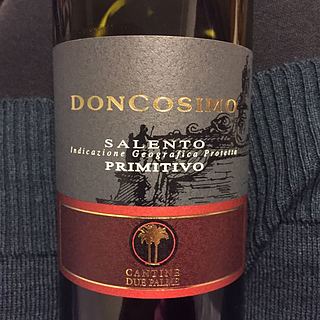 DONCOSIMO
SALENTO
Indicazione Geografica Protetta
PRIMITIVO
CANTINE
DUE PALME